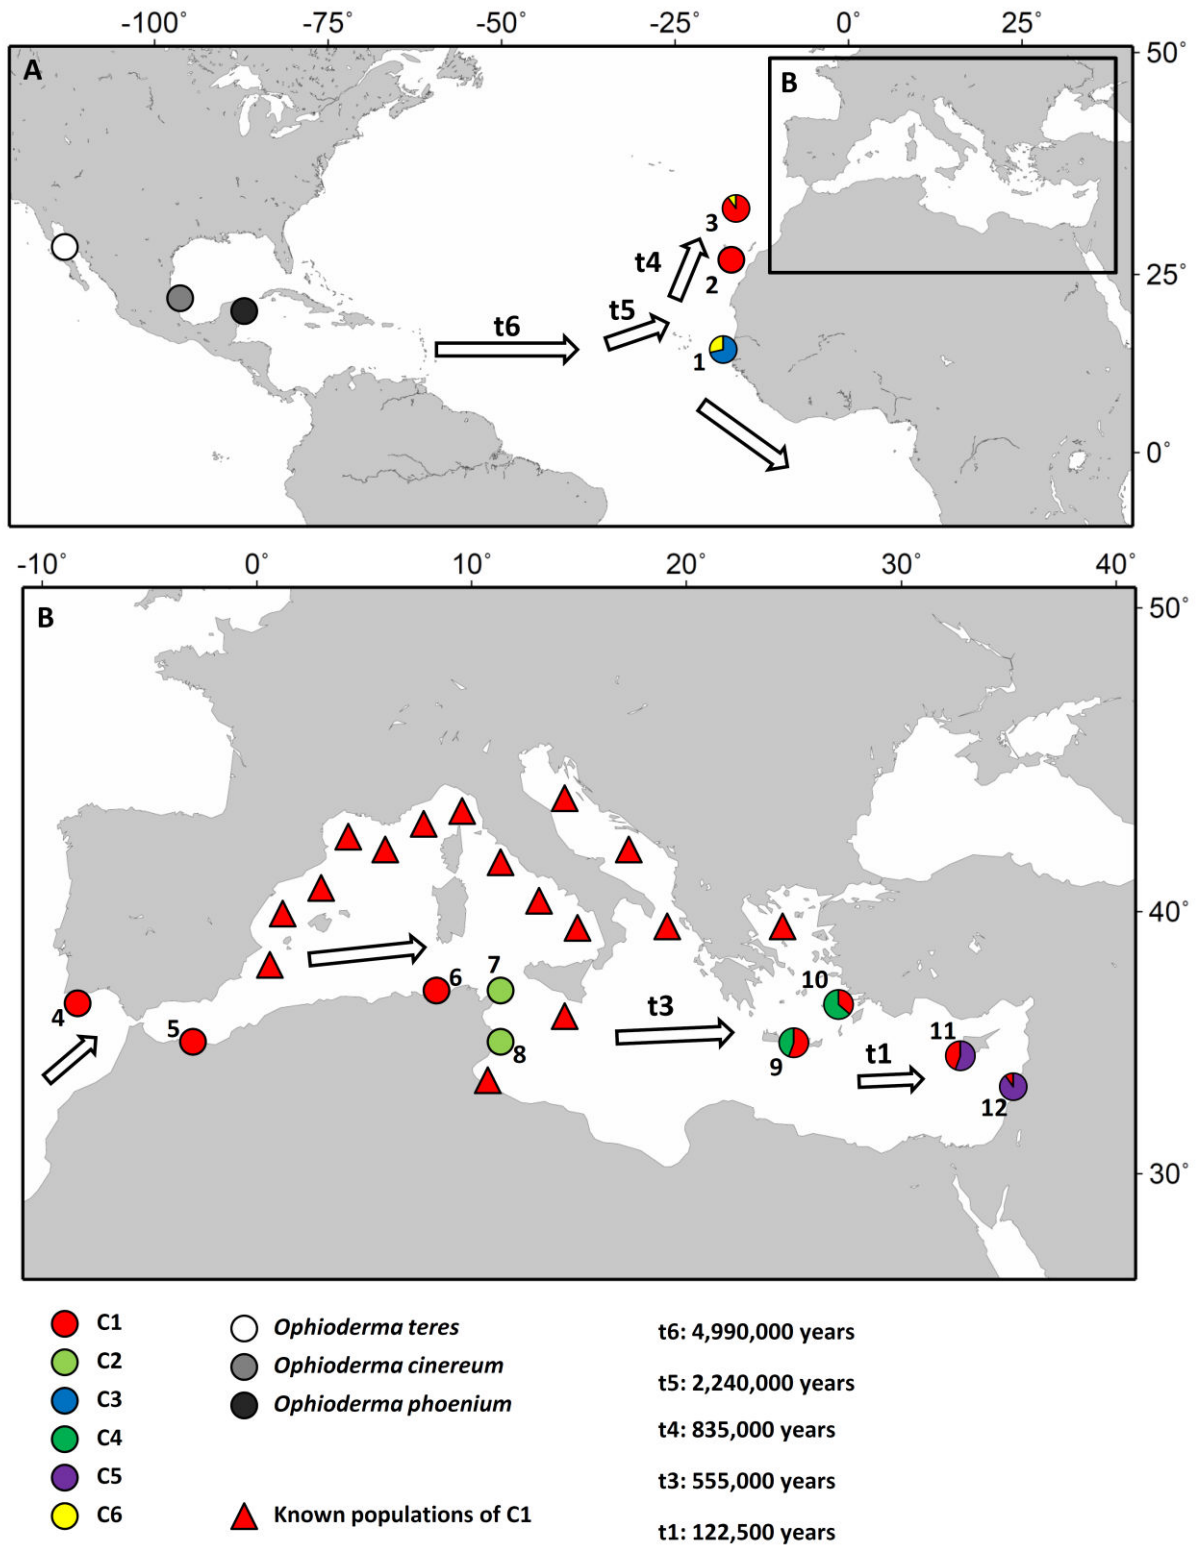 -100° -75° -50° -25° 0° 25°
A
B
50°
3
t4
2
25°
t5
t6
1
0°
-10° 0° 10° 20° 30° 40°
B
50°
40°
7
6
10
4
5
t3
8
9
t1
11
12
30°
C1
C2
C3
C4
C5
C6
Ophioderma teres
Ophioderma cinereum
Ophioderma phoenium
Known populations of C1
t6: 4,990,000 years
t5: 2,240,000 years
t4: 835,000 years
t3: 555,000 years
t1: 122,500 years